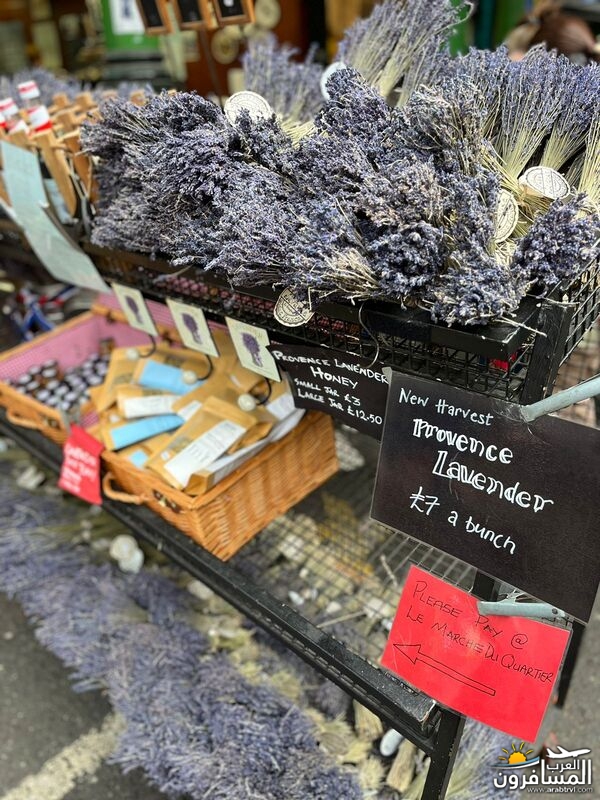 Provence Lavender
Honey
Small Jar £3
Large Jar £12.50
New Harvest
Provence
Lavender
£7 a bunch
Please Pay @
Le Marche Du Quartier
العرب
المسافرون
www.arabtrvl.com